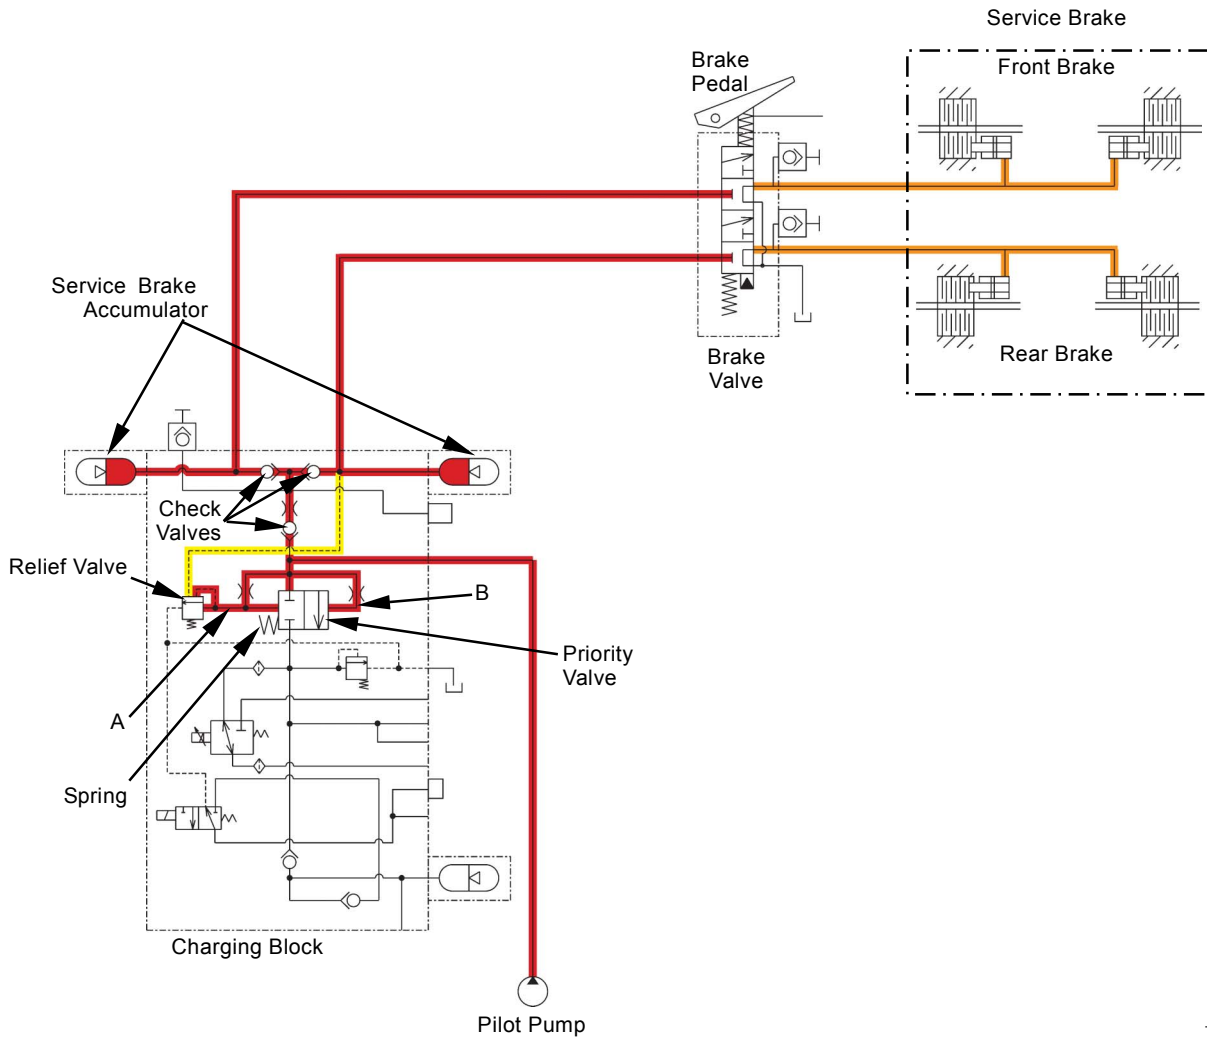 Service Brake
Front Brake
Brake
Pedal
Service Brake
Accumulator
Rear Brake
Brake
Valve
Check
Valves
Relief Valve
B
Priority
Valve
A
Spring
Charging Block
Pilot Pump